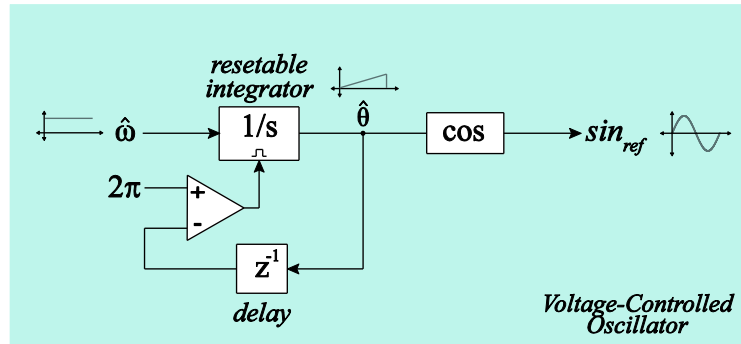 resetable
integrator
ω̂
1/s
θ̂
cos
sin_ref
2π
+
-
z⁻¹
delay
Voltage-Controlled
Oscillator